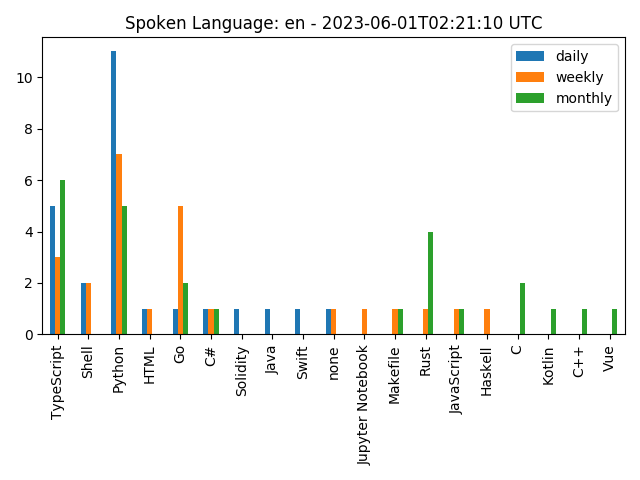 Spoken Language: en - 2023-06-01T02:21:10 UTC
daily
weekly
monthly
10
8
6
4
2
0
TypeScript
Shell
Python
HTML
Go
C#
Solidity
Java
Swift
none
Jupyter Notebook
Makefile
Rust
JavaScript
Haskell
C
Kotlin
C++
Vue